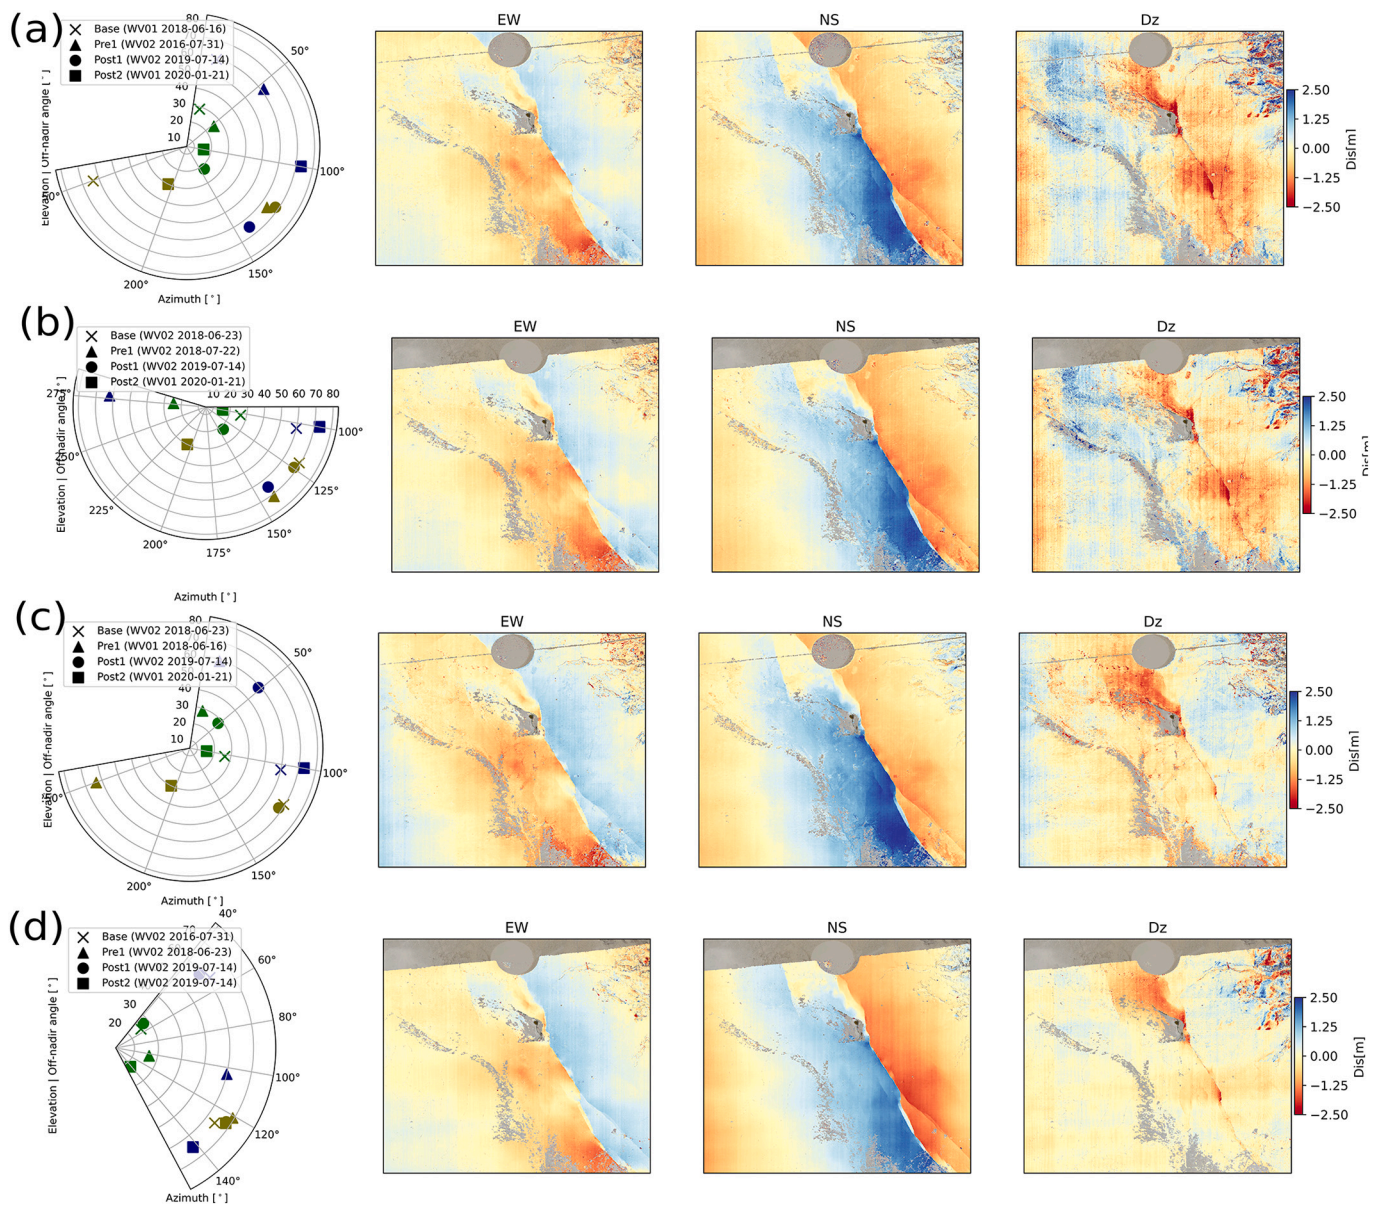 (a)
Base (WV01 2018-06-16)
Pre1 (WV02 2016-07-31)
Post1 (WV02 2019-07-14)
Post2 (WV01 2020-01-21)
80
50°
40
30
20
10
100°
150°
200°
Elevation | Off-nadir angle [°]
Azimuth [°]
EW
NS
Dz
2.50
1.25
0.00
−1.25
−2.50
Dis[m]
(b)
Base (WV02 2018-06-23)
Pre1 (WV02 2018-07-22)
Post1 (WV02 2019-07-14)
Post2 (WV01 2020-01-21)
10 20 30 40 50 60 70 80
100°
125°
150°
175°
200°
225°
250°
Elevation | Off-nadir angle [°]
Azimuth [°]
EW
NS
Dz
2.50
1.25
0.00
−1.25
−2.50
Dis[m]
(c)
Base (WV02 2018-06-23)
Pre1 (WV01 2018-06-16)
Post1 (WV02 2019-07-14)
Post2 (WV01 2020-01-21)
80
50°
40
30
20
10
100°
150°
200°
Elevation | Off-nadir angle [°]
Azimuth [°]
EW
NS
Dz
2.50
1.25
0.00
−1.25
−2.50
Dis[m]
(d)
Base (WV02 2016-07-31)
Pre1 (WV02 2018-06-23)
Post1 (WV02 2019-07-14)
Post2 (WV02 2019-07-14)
40°
60°
80°
100°
120°
140°
30
20
Elevation | Off-nadir angle [°]
Azimuth [°]
EW
NS
Dz
2.50
1.25
0.00
−1.25
−2.50
Dis[m]